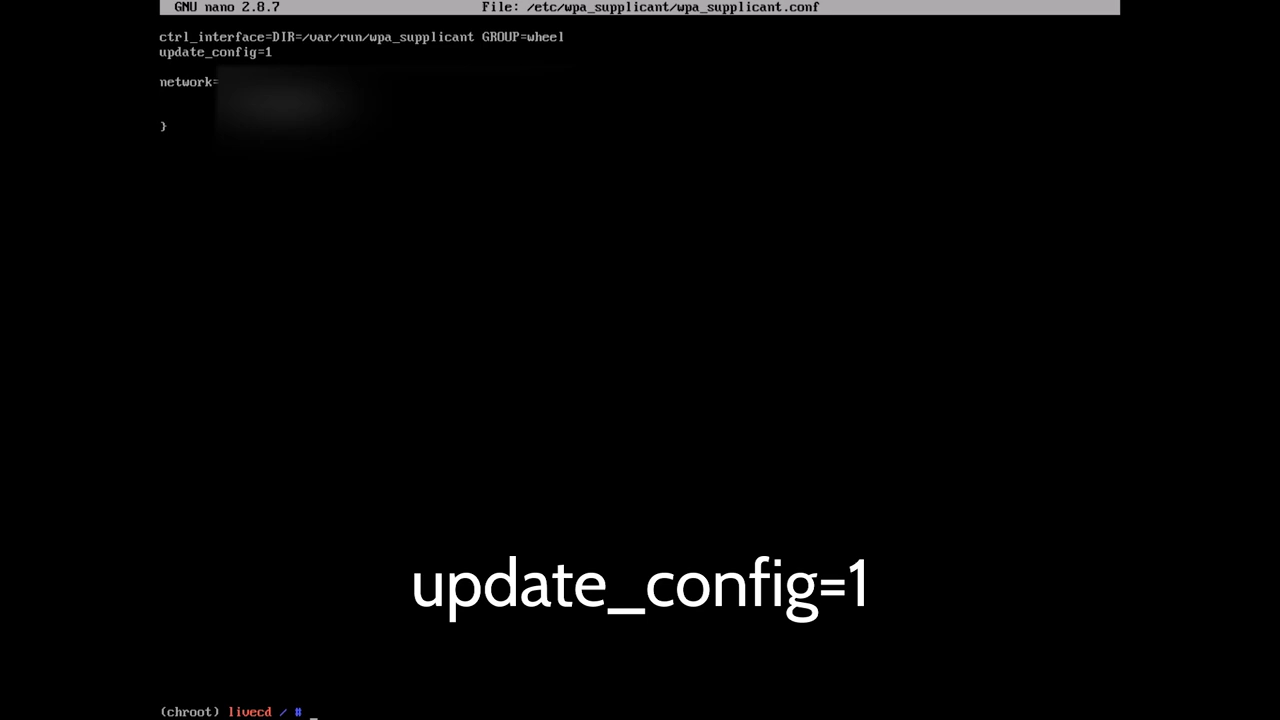 GNU nano 2.8.7 File: /etc/wpa_supplicant/wpa_supplicant.conf
ctrl_interface=DIR=/var/run/wpa_supplicant GROUP=wheel
update_config=1
network=
}
update_config=1
(chroot) livecd / #